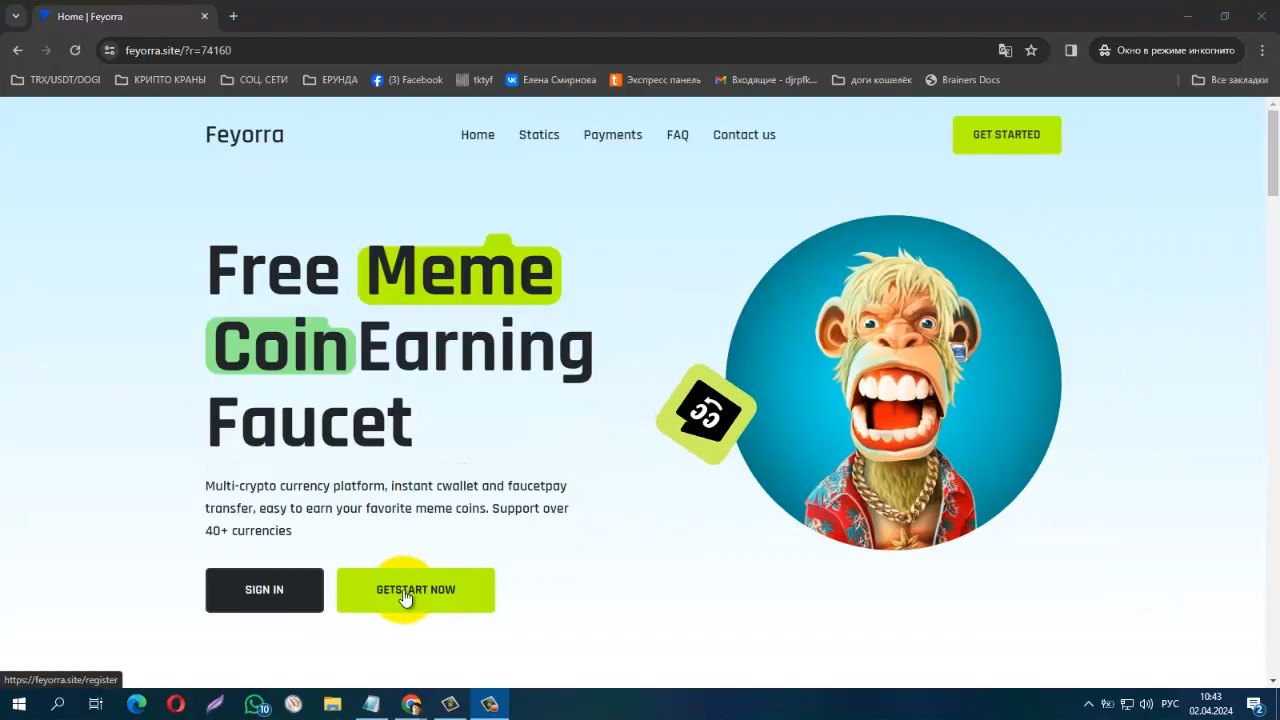 Home | Feyorra
feyorra.site/?r=74160
Окно в режиме инкогнито
TRX/USDT/DOGI
КРИПТО КРАНЫ
СОЦ. СЕТИ
ЕРУНДА
(3) Facebook
tktyf
Елена Смирнова
Экспресс панель
Входящие - djrpfk...
доги кошелёк
Brainers Docs
Все закладки
Feyorra
Home
Statics
Payments
FAQ
Contact us
GET STARTED
Free Meme
Coin Earning
Faucet
Multi-crypto currency platform, instant cwallet and faucetpay
transfer, easy to earn your favorite meme coins. Support over
40+ currencies
SIGN IN
GETSTART NOW
https://feyorra.site/register
10
РУС
10:43
02.04.2024
2